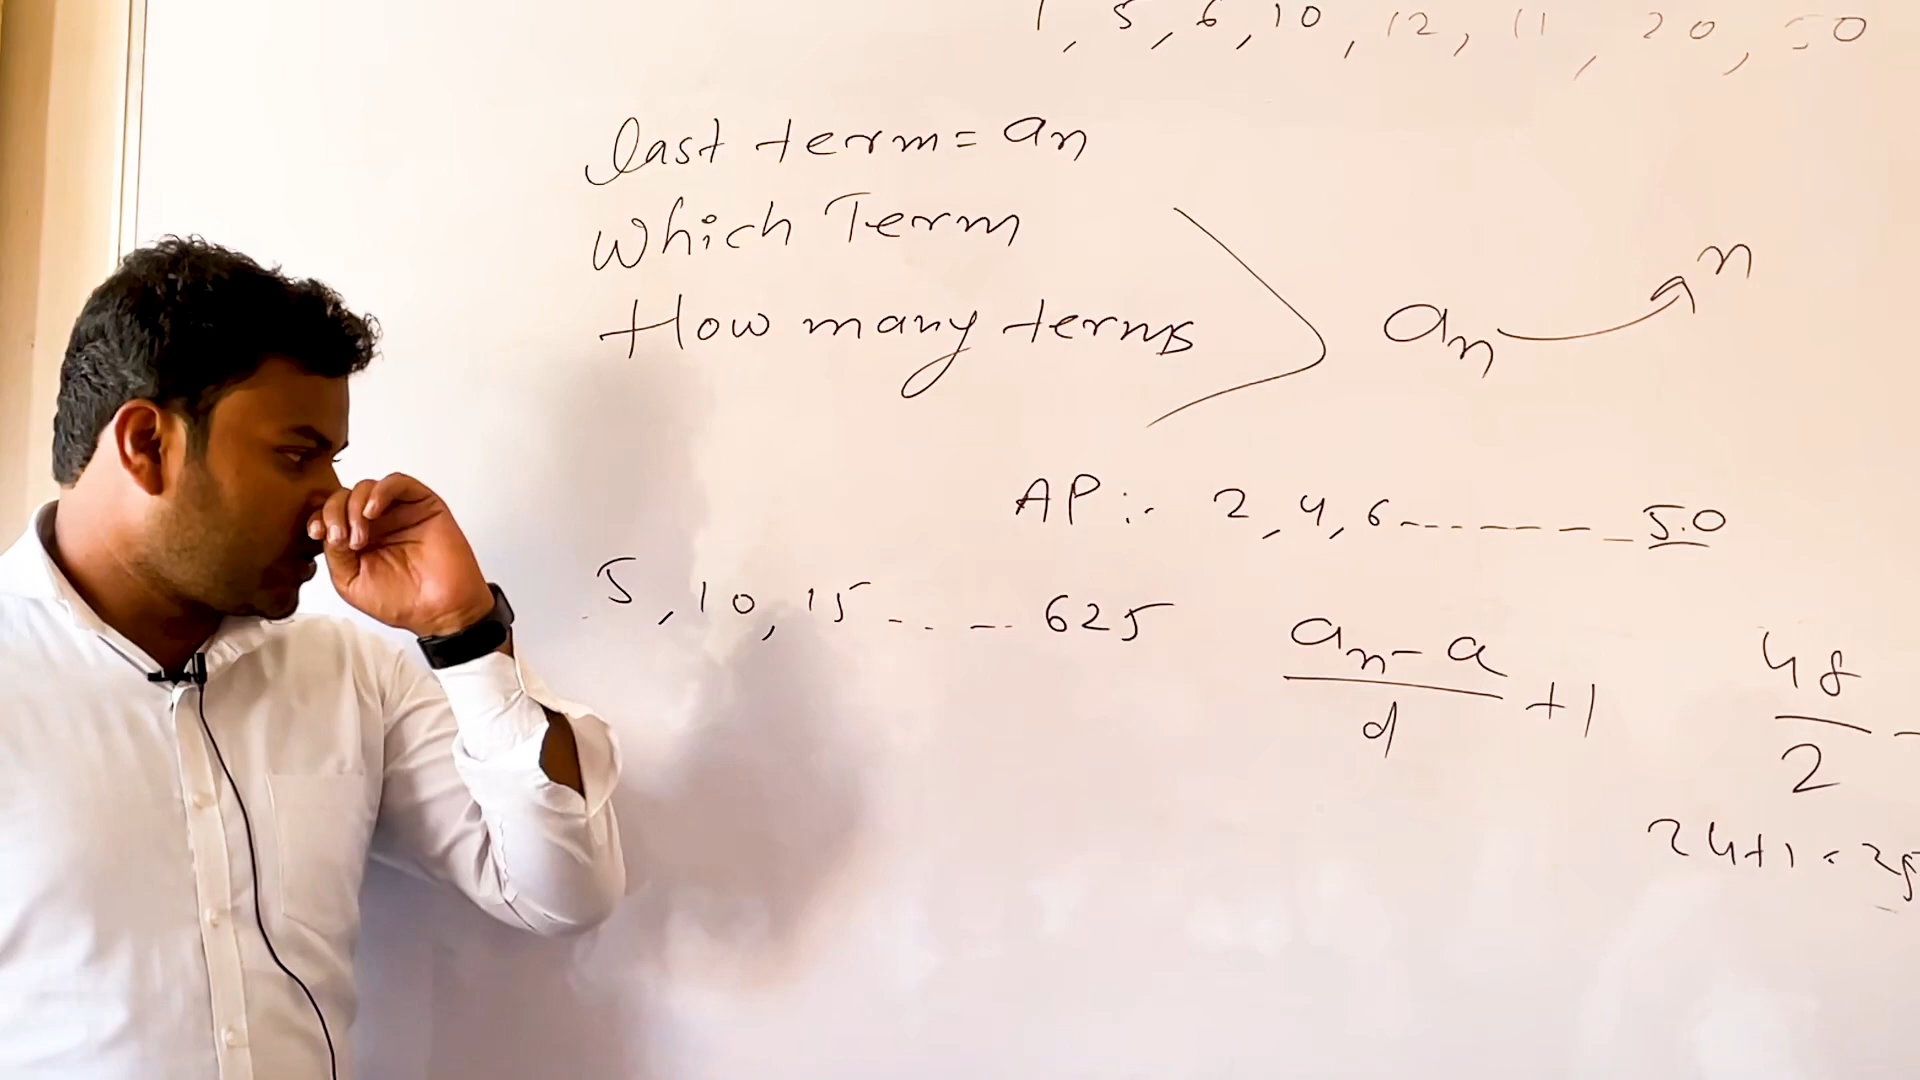 1, 5, 6, 10, 12, 11, 20, 50
last term = an
Which Term
How many terms
an n
AP :- 2, 4, 6 ------- 50
5, 10, 15 ----- 625
an - a
d
+1
48
2
24+1 = 25